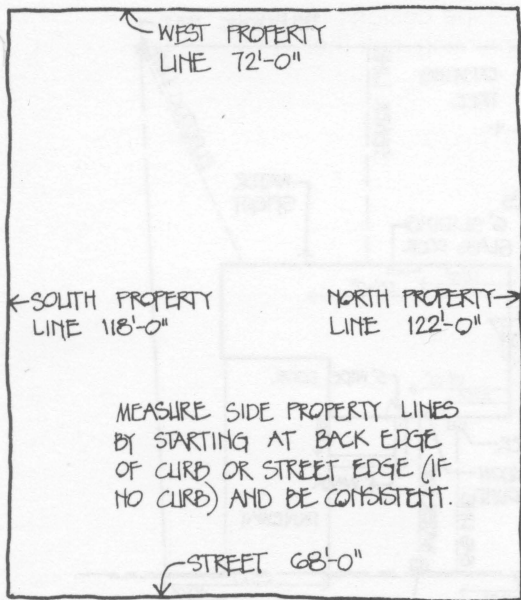 WEST PROPERTY
LINE 72'-0"
SOUTH PROPERTY
LINE 118'-0"
NORTH PROPERTY
LINE 122'-0"
MEASURE SIDE PROPERTY LINES
BY STARTING AT BACK EDGE
OF CURB OR STREET EDGE (IF
NO CURB) AND BE CONSISTENT.
STREET 68'-0"